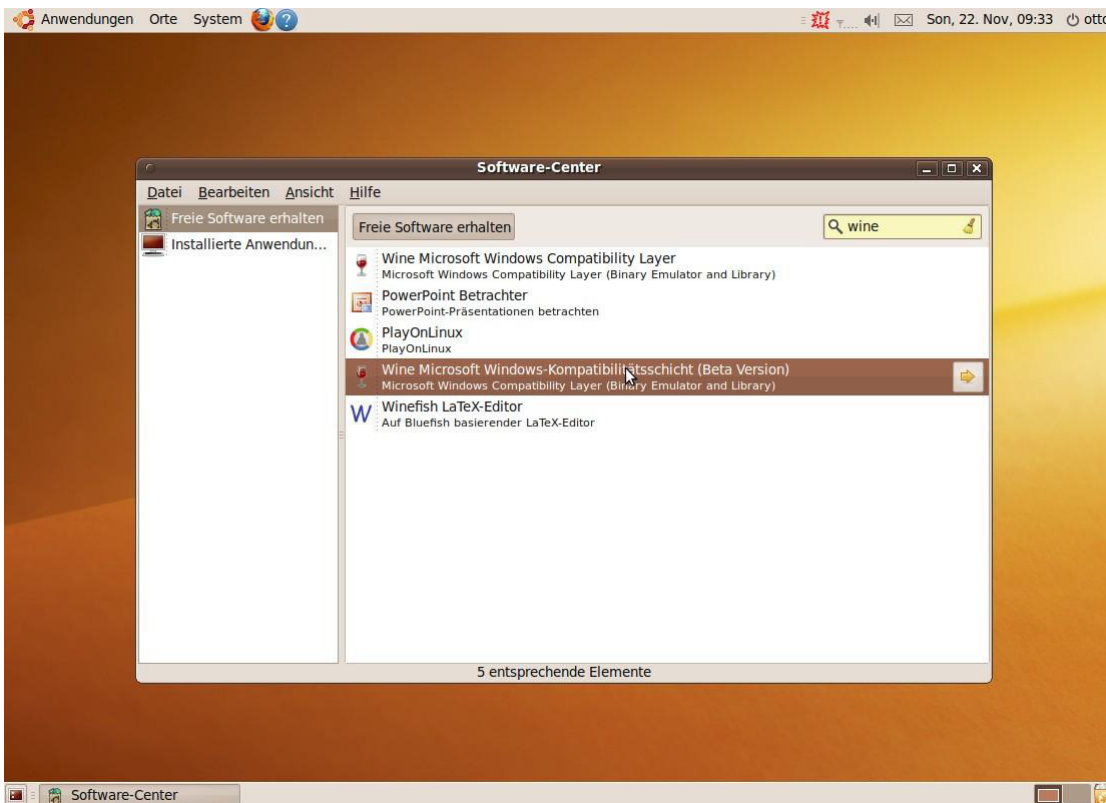 Anwendungen Orte System Son, 22. Nov, 09:33 otto
Software-Center
Datei Bearbeiten Ansicht Hilfe
Freie Software erhalten
Installierte Anwendun...
Freie Software erhalten
wine
Wine Microsoft Windows Compatibility Layer
Microsoft Windows Compatibility Layer (Binary Emulator and Library)
PowerPoint Betrachter
PowerPoint-Präsentationen betrachten
PlayOnLinux
PlayOnLinux
Wine Microsoft Windows-Kompatibilitätsschicht (Beta Version)
Microsoft Windows Compatibility Layer (Binary Emulator and Library)
Winefish LaTeX-Editor
Auf Bluefish basierender LaTeX-Editor
5 entsprechende Elemente
Software-Center